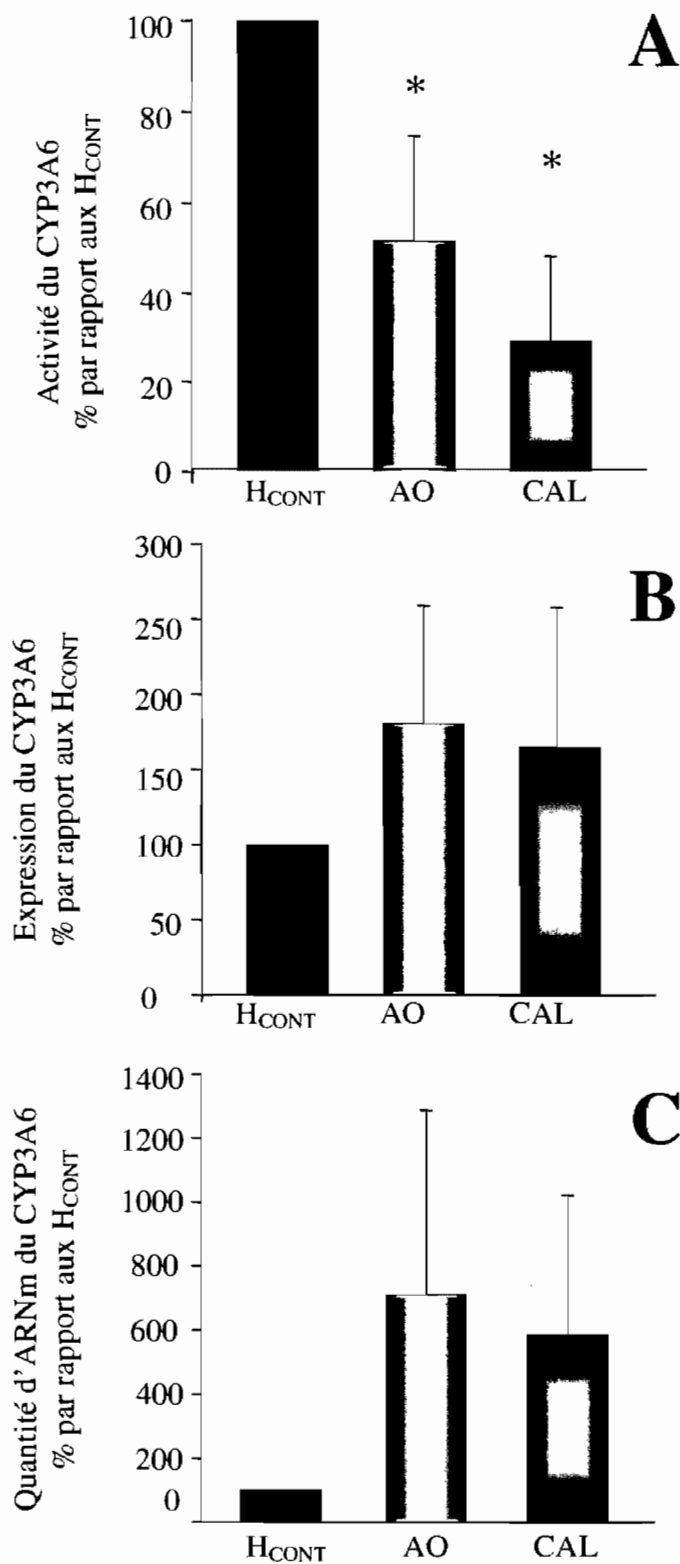 A
Activité du CYP3A6
% par rapport aux HCONT
100
80
60
40
20
0
*
*
HCONT AO CAL
B
Expression du CYP3A6
% par rapport aux HCONT
300
250
200
150
100
50
0
HCONT AO CAL
C
Quantité d'ARNm du CYP3A6
% par rapport aux HCONT
1400
1200
1000
800
600
400
200
0
HCONT AO CAL